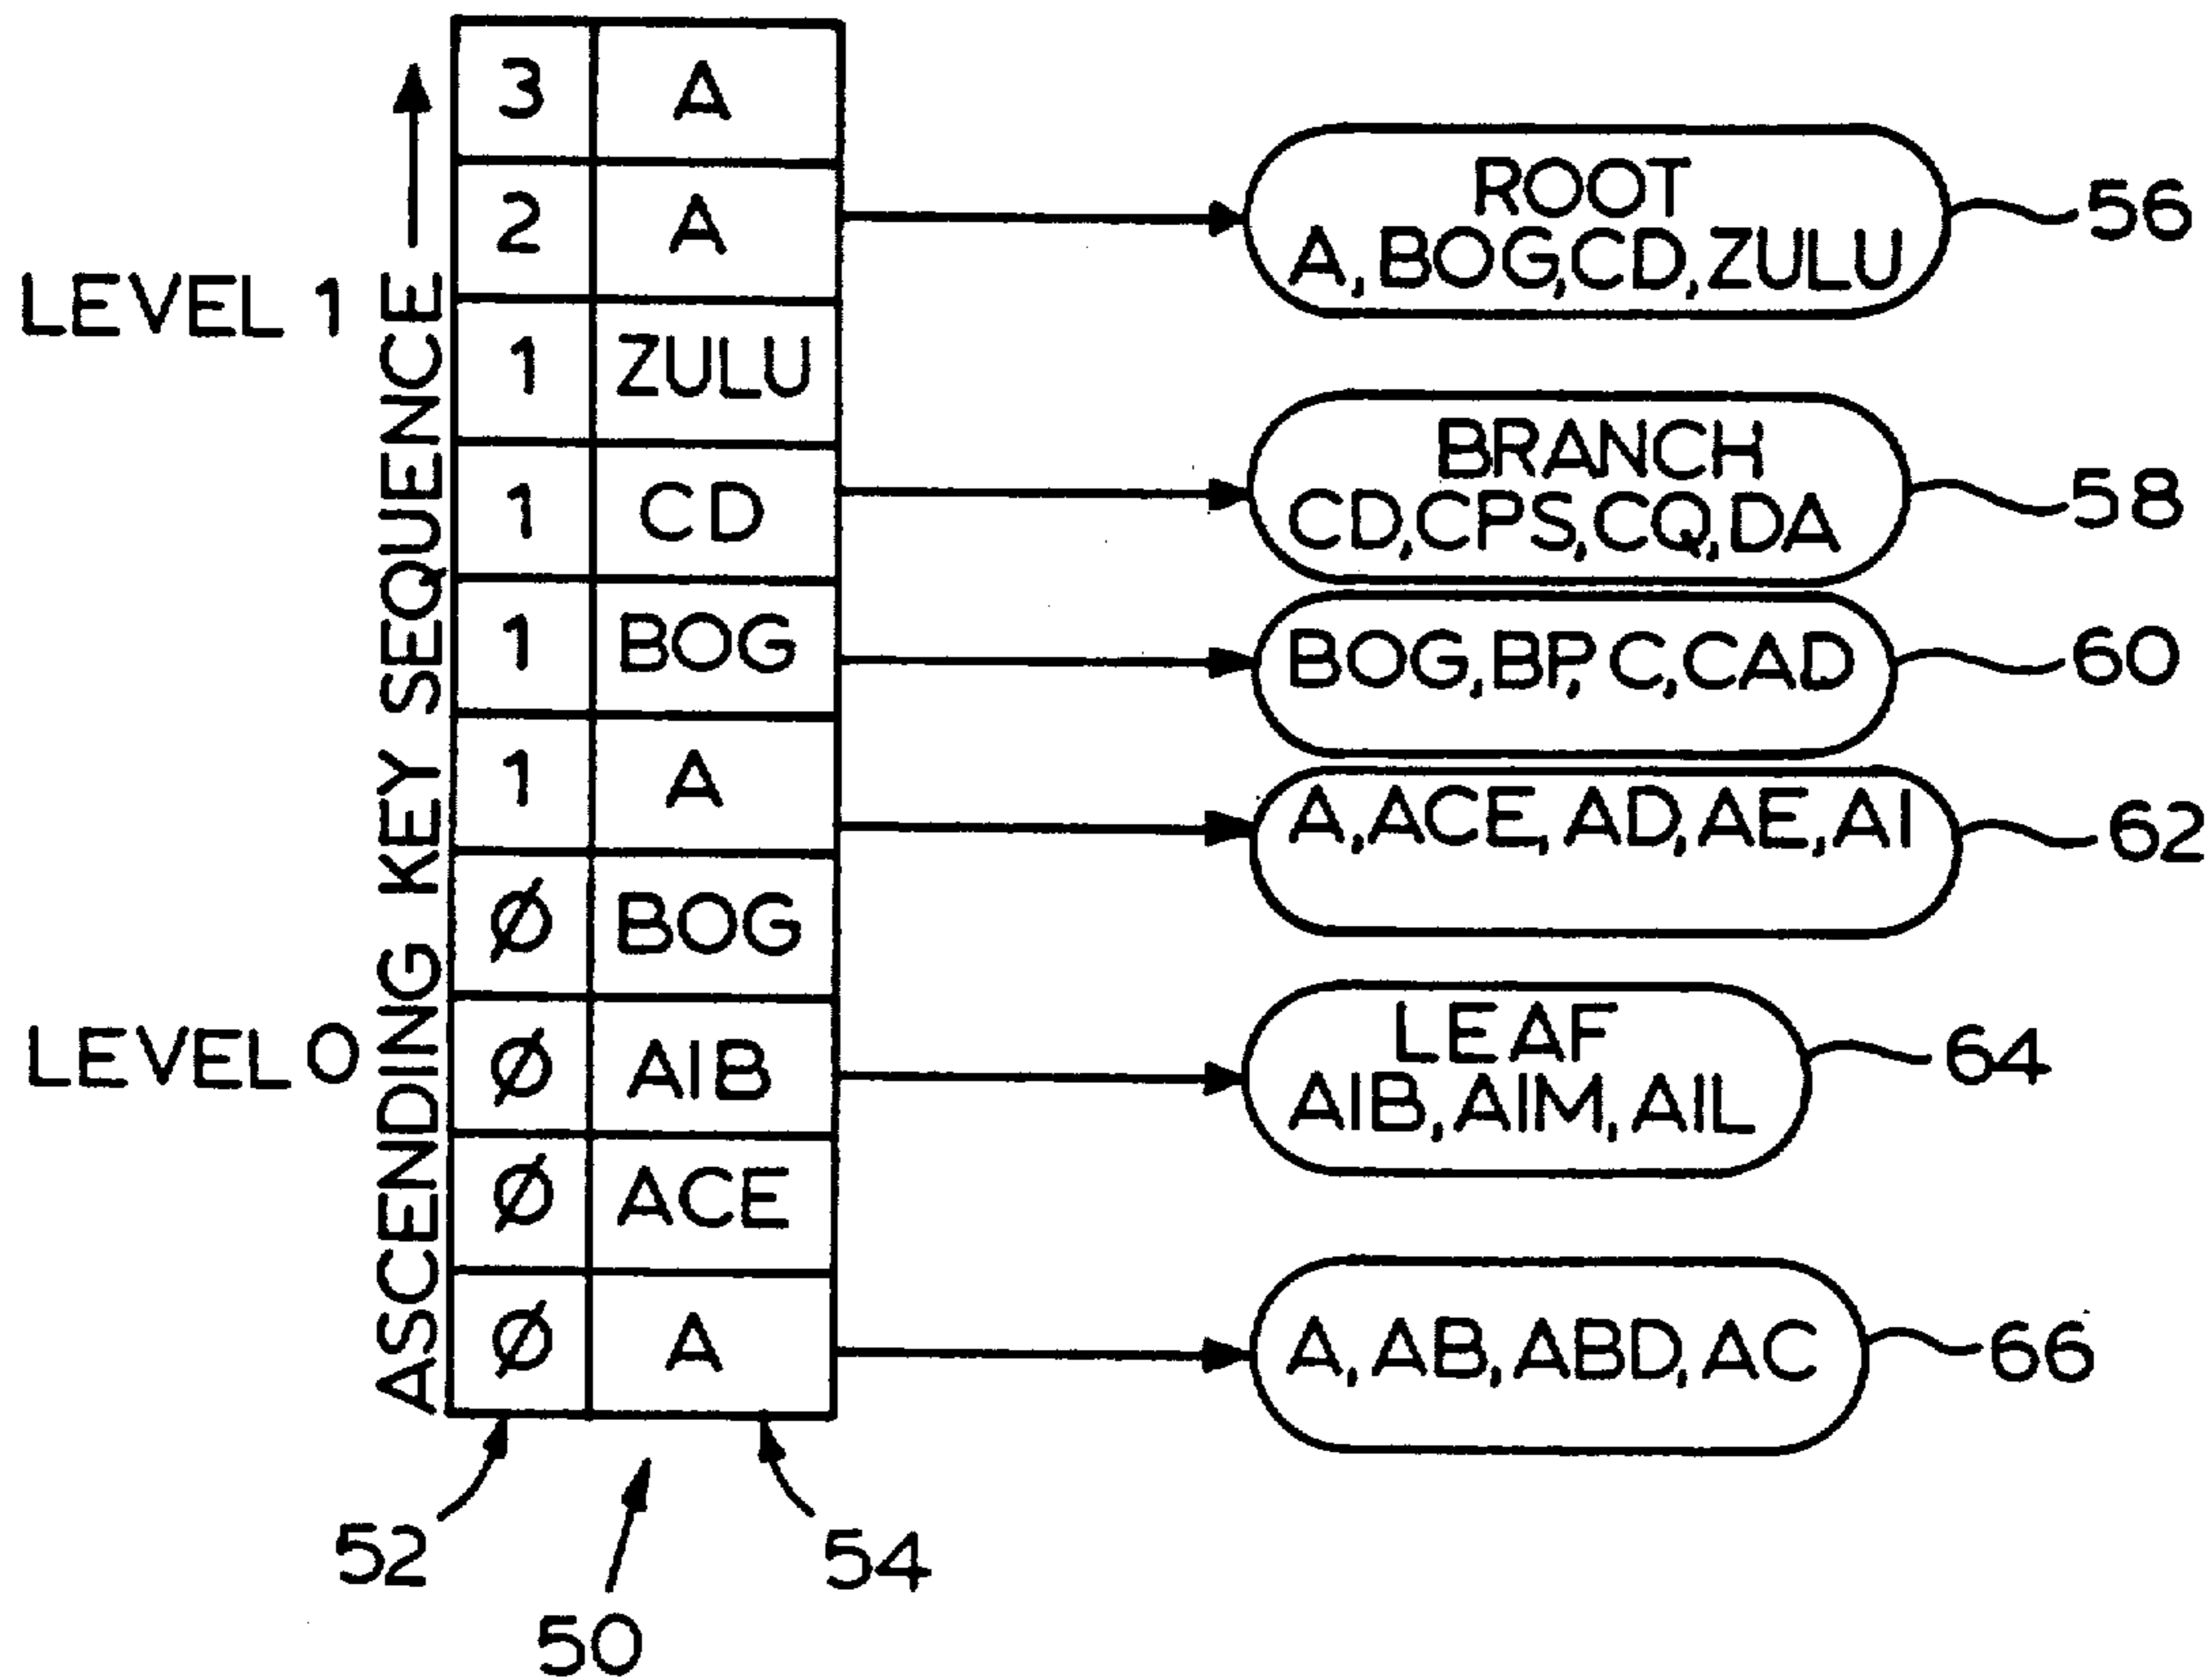 3 A
2 A
ROOT
A, BOG, CD, ZULU
56
LEVEL 1
1 ZULU
1 CD
BRANCH
CD, CPS, CQ, DA
58
1 BOG
BOG, BP, C, CAD
60
1 A
A, ACE, AD, AE, AI
62
ASCENDING KEY SEQUENCE
Ø BOG
LEVEL 0
Ø AIB
LEAF
AIB, AIM, AIL
64
Ø ACE
Ø A
A, AB, ABD, AC
66
52
50
54